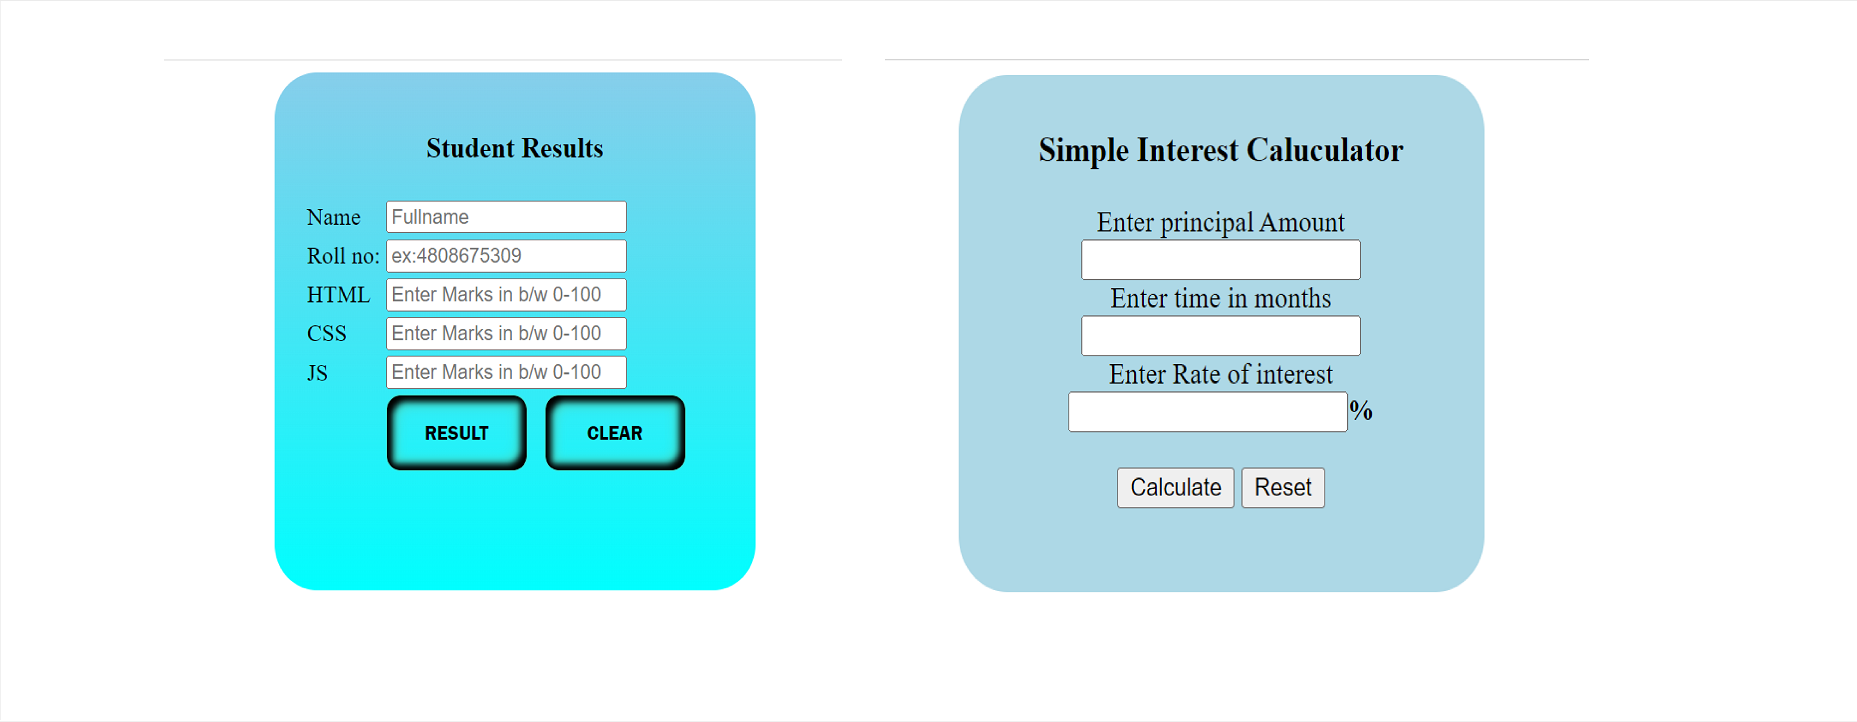 Student Results
Name Fullname
Roll no: ex:4808675309
HTML Enter Marks in b/w 0-100
CSS Enter Marks in b/w 0-100
JS Enter Marks in b/w 0-100
RESULT CLEAR
Simple Interest Caluculator
Enter principal Amount
Enter time in months
Enter Rate of interest
%
Calculate Reset